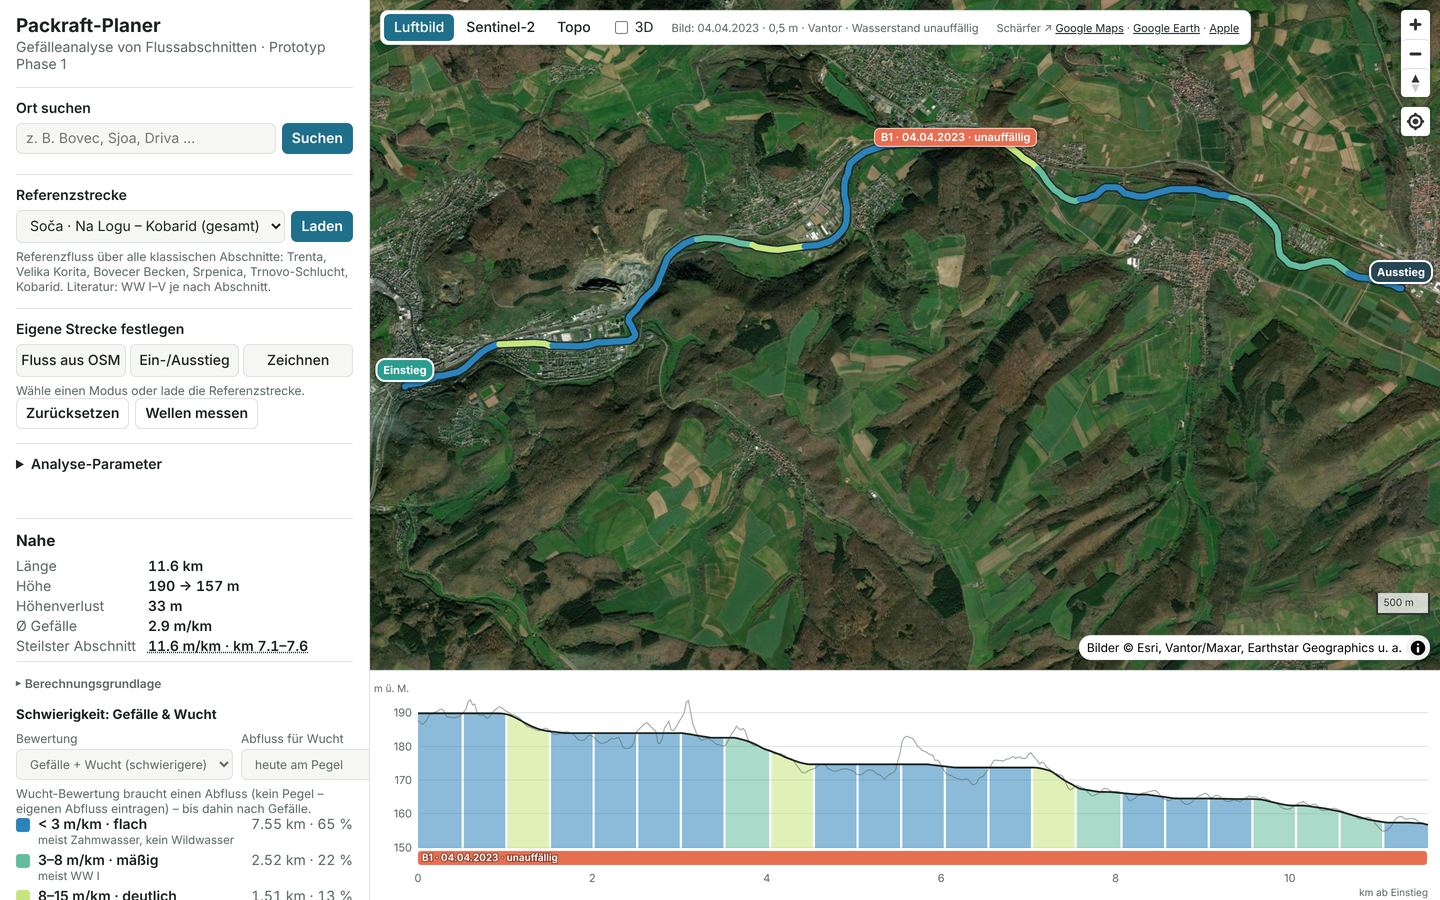 Packraft-Planer
Gefälleanalyse von Flussabschnitten · Prototyp
Phase 1
Ort suchen
z. B. Bovec, Sjoa, Driva ...
Suchen
Referenzstrecke
Soča · Na Logu – Kobarid (gesamt)
Laden
Referenzfluss über alle klassischen Abschnitte: Trenta,
Velika Korita, Bovecer Becken, Srpenica, Trnovo-Schlucht,
Kobarid. Literatur: WW I–V je nach Abschnitt.
Eigene Strecke festlegen
Fluss aus OSM
Ein-/Ausstieg
Zeichnen
Wähle einen Modus oder lade die Referenzstrecke.
Zurücksetzen
Wellen messen
Analyse-Parameter
Nahe
Länge 11.6 km
Höhe 190 → 157 m
Höhenverlust 33 m
Ø Gefälle 2.9 m/km
Steilster Abschnitt 11.6 m/km · km 7.1–7.6
Berechnungsgrundlage
Schwierigkeit: Gefälle & Wucht
Bewertung Abfluss für Wucht
Gefälle + Wucht (schwierigere) heute am Pegel
Wucht-Bewertung braucht einen Abfluss (kein Pegel –
eigenen Abfluss eintragen) – bis dahin nach Gefälle.
< 3 m/km · flach 7.55 km · 65 %
meist Zahmwasser, kein Wildwasser
3–8 m/km · mäßig 2.52 km · 22 %
meist WW I
8–15 m/km · deutlich 1.51 km · 13 %
Luftbild Sentinel-2 Topo 3D Bild: 04.04.2023 · 0,5 m · Vantor · Wasserstand unauffällig Schärfer ↗ Google Maps · Google Earth · Apple
B1 · 04.04.2023 · unauffällig
Ausstieg
Einstieg
500 m
Bilder © Esri, Vantor/Maxar, Earthstar Geographics u. a.
m ü. M.
190
180
170
160
150
B1 · 04.04.2023 · unauffällig
0 2 4 6 8 10
km ab Einstieg